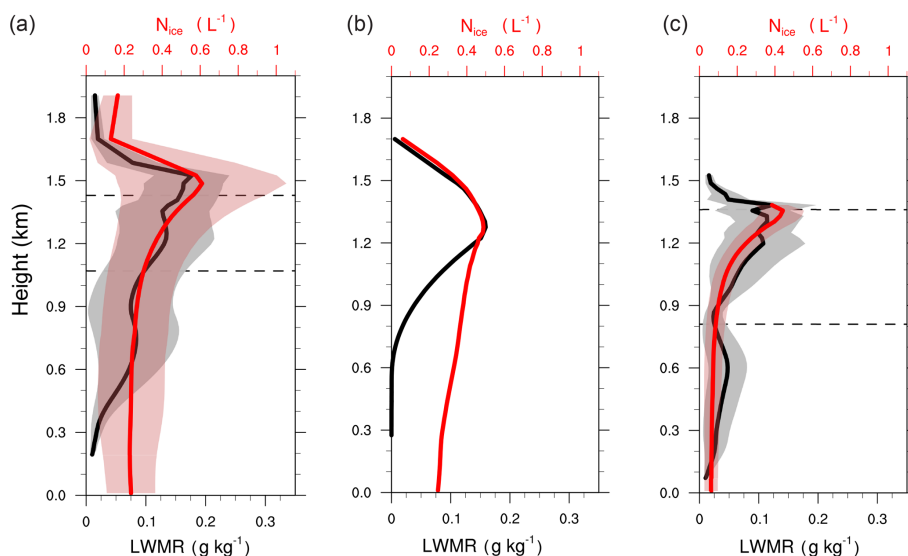 (a) N_ice ( L⁻¹ )
0 0.2 0.4 0.6 0.8 1
Height (km)
1.8
1.5
1.2
0.9
0.6
0.3
0.0
0 0.1 0.2 0.3
LWMR ( g kg⁻¹ )
(b) N_ice ( L⁻¹ )
0 0.2 0.4 0.6 0.8 1
1.8
1.5
1.2
0.9
0.6
0.3
0.0
0 0.1 0.2 0.3
LWMR ( g kg⁻¹ )
(c) N_ice ( L⁻¹ )
0 0.2 0.4 0.6 0.8 1
1.8
1.5
1.2
0.9
0.6
0.3
0.0
0 0.1 0.2 0.3
LWMR ( g kg⁻¹ )